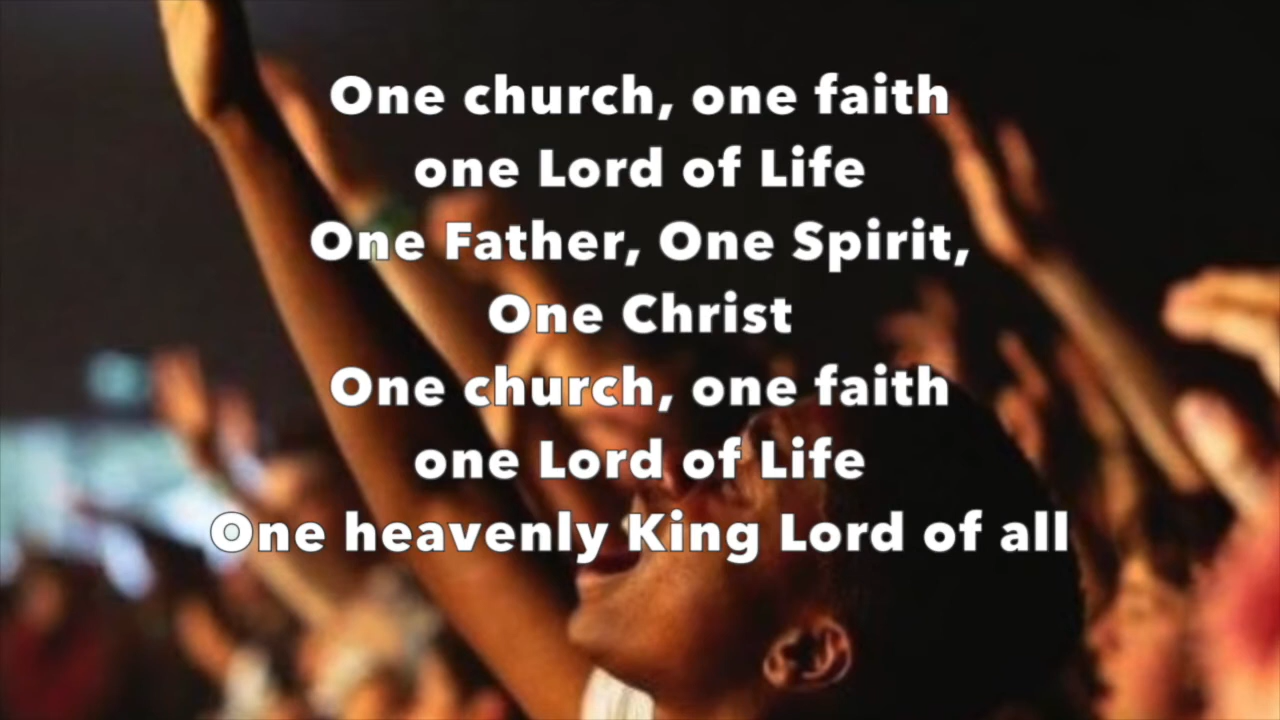 One church, one faith
one Lord of Life
One Father, One Spirit,
One Christ
One church, one faith
one Lord of Life
One heavenly King Lord of all